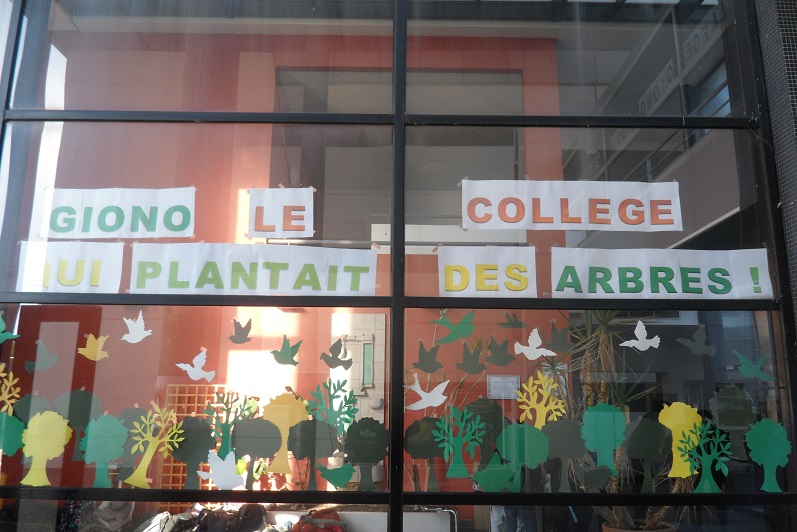 GIONO LE COLLEGE
QUI PLANTAIT DES ARBRES !